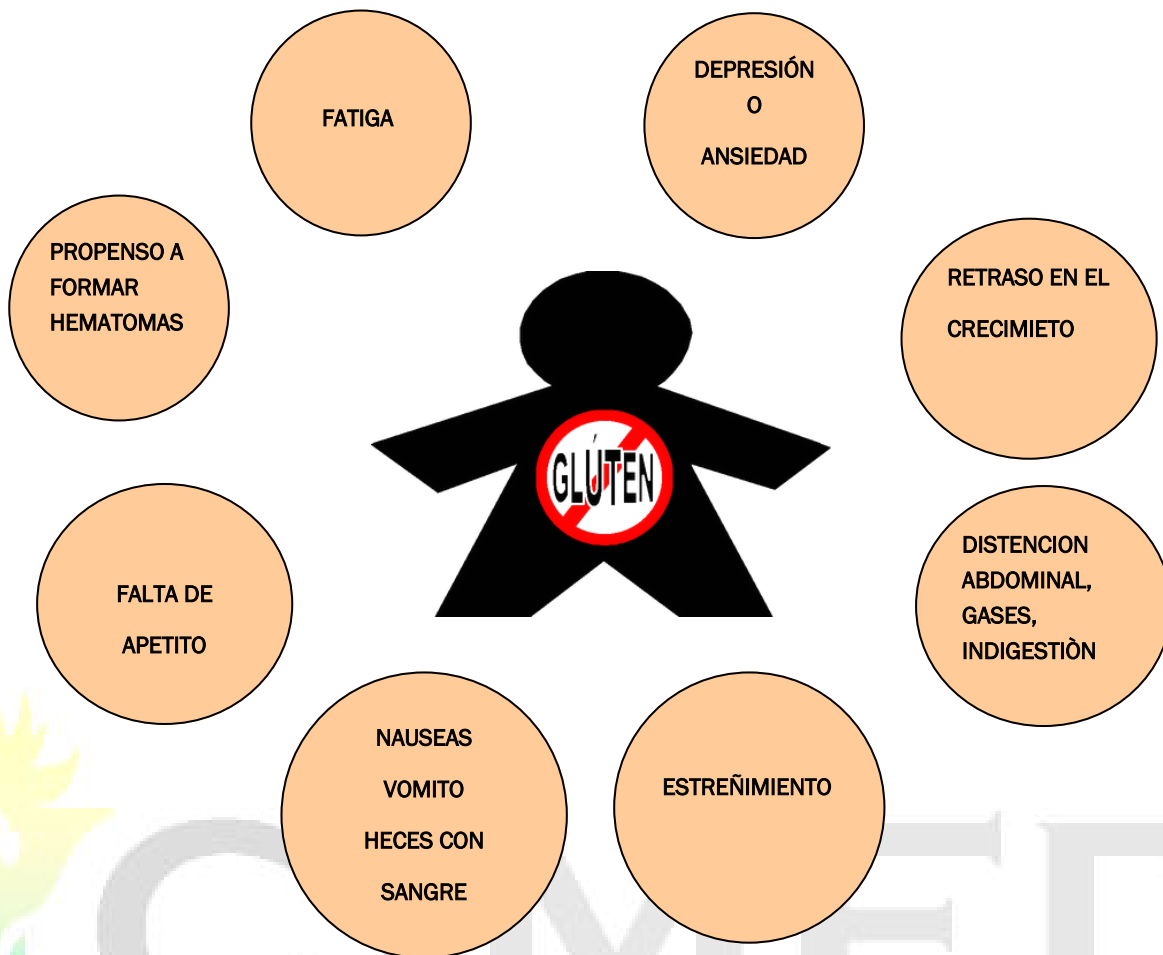 FATIGA
DEPRESIÓN
O
ANSIEDAD
PROPENSO A
FORMAR
HEMATOMAS
RETRASO EN EL
CRECIMIETO
GLÚTEN
FALTA DE
APETITO
DISTENCION
ABDOMINAL,
GASES,
INDIGESTIÒN
NAUSEAS
VOMITO
HECES CON
SANGRE
ESTREÑIMIENTO